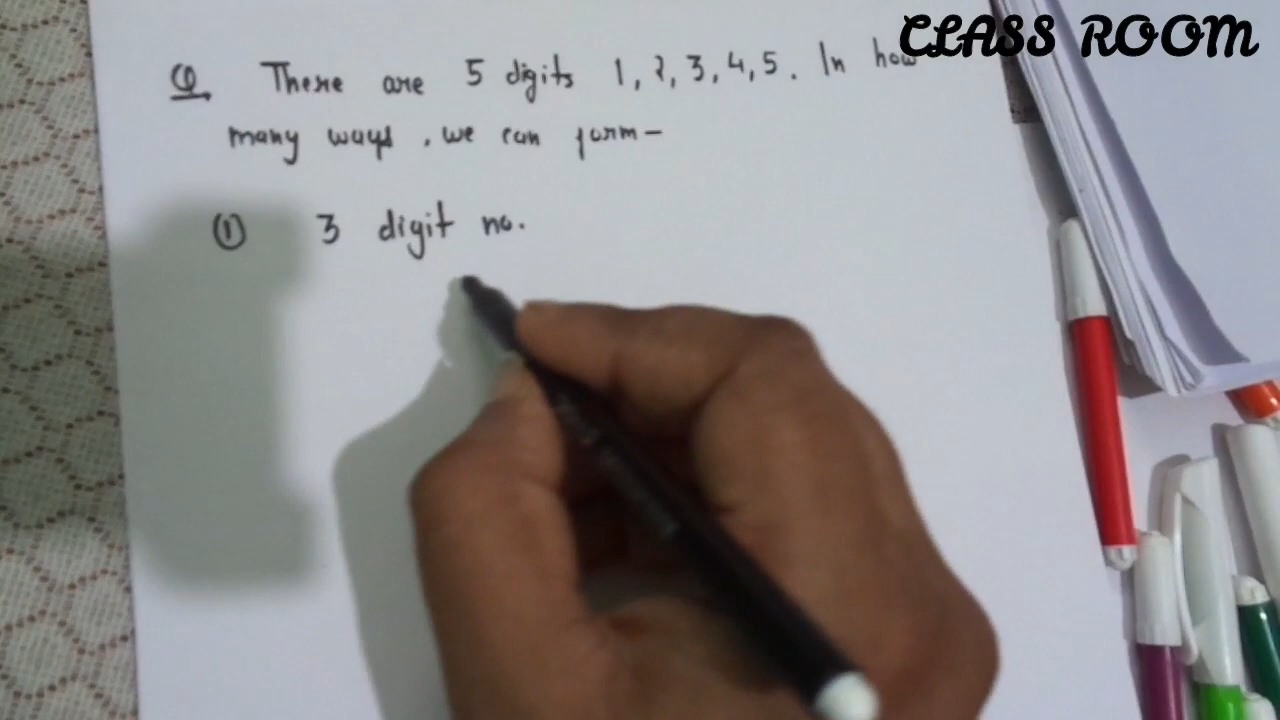 CLASS ROOM
Q There are 5 digits 1, 2, 3, 4, 5. In how
many ways, we can form-
① 3 digit no.